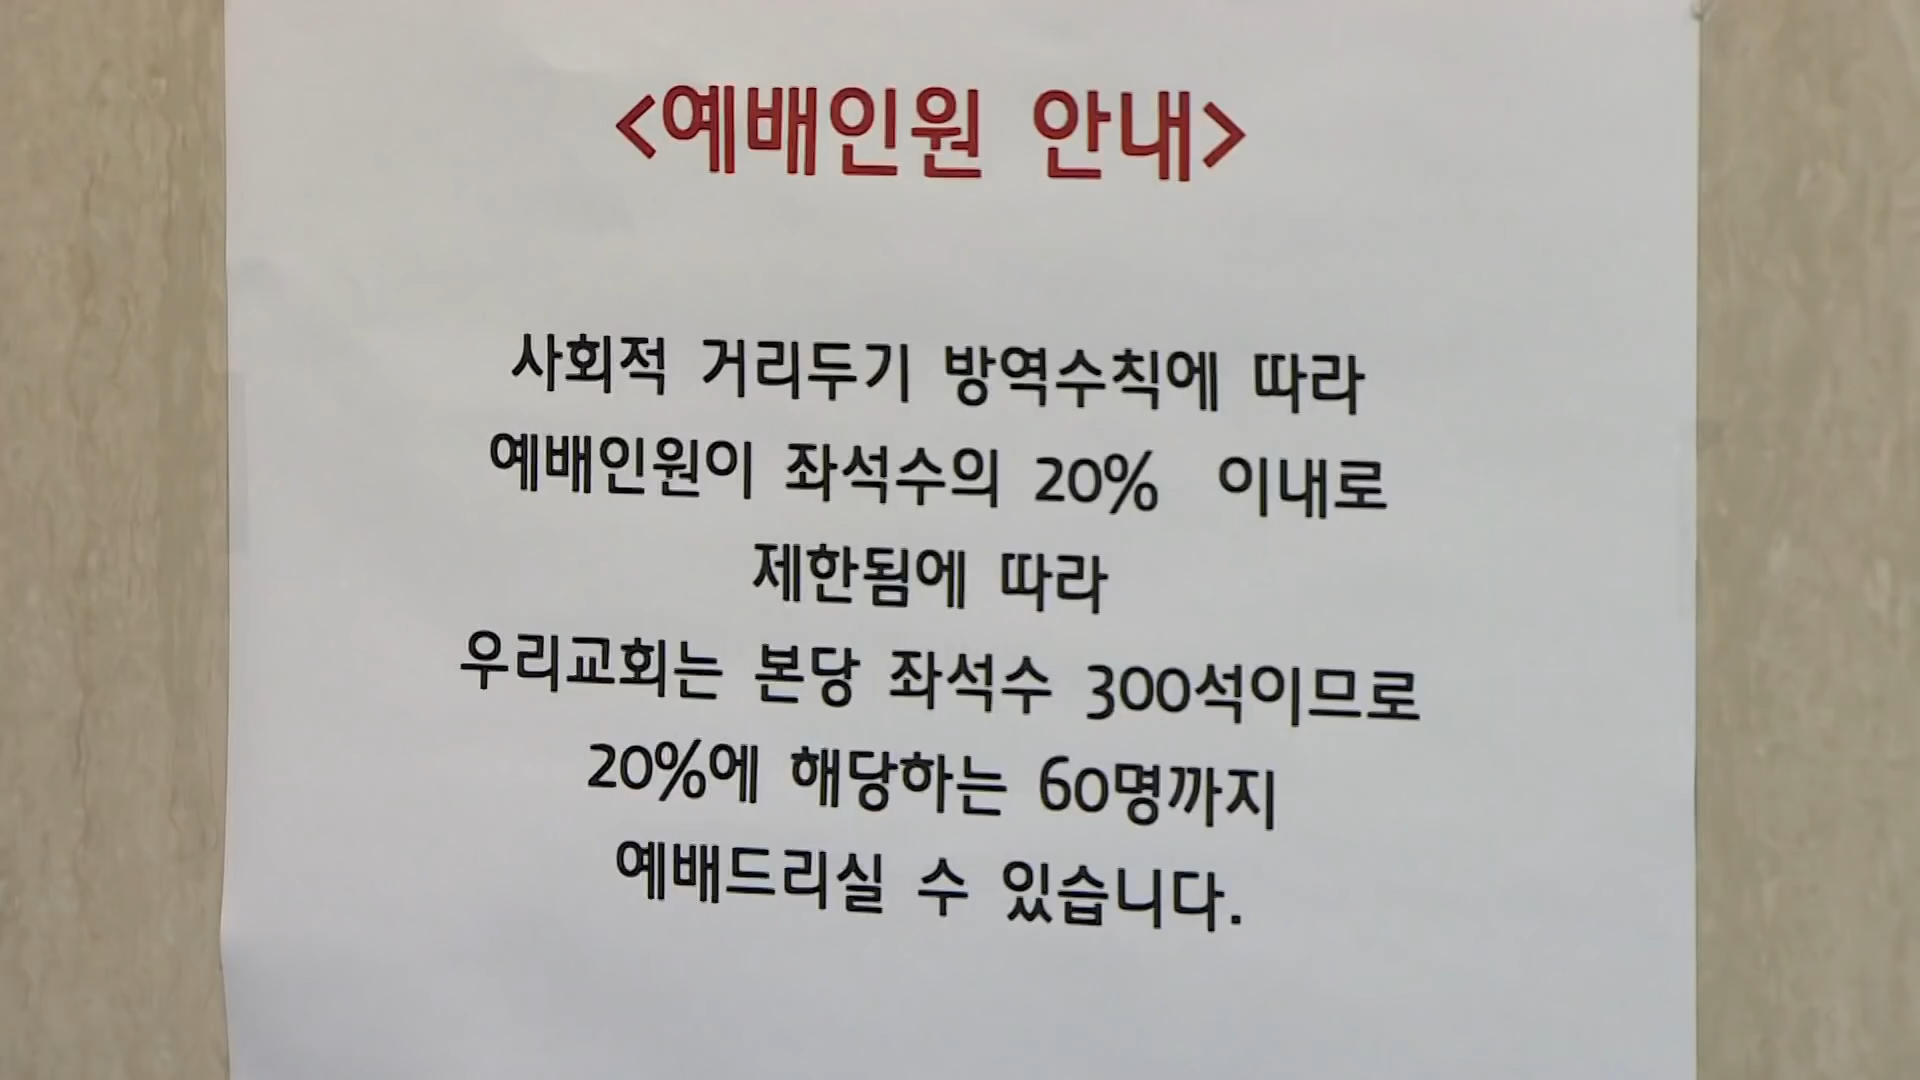 <예배인원 안내>
사회적 거리두기 방역수칙에 따라
예배인원이 좌석수의 20% 이내로
제한됨에 따라
우리교회는 본당 좌석수 300석이므로
20%에 해당하는 60명까지
예배드리실 수 있습니다.